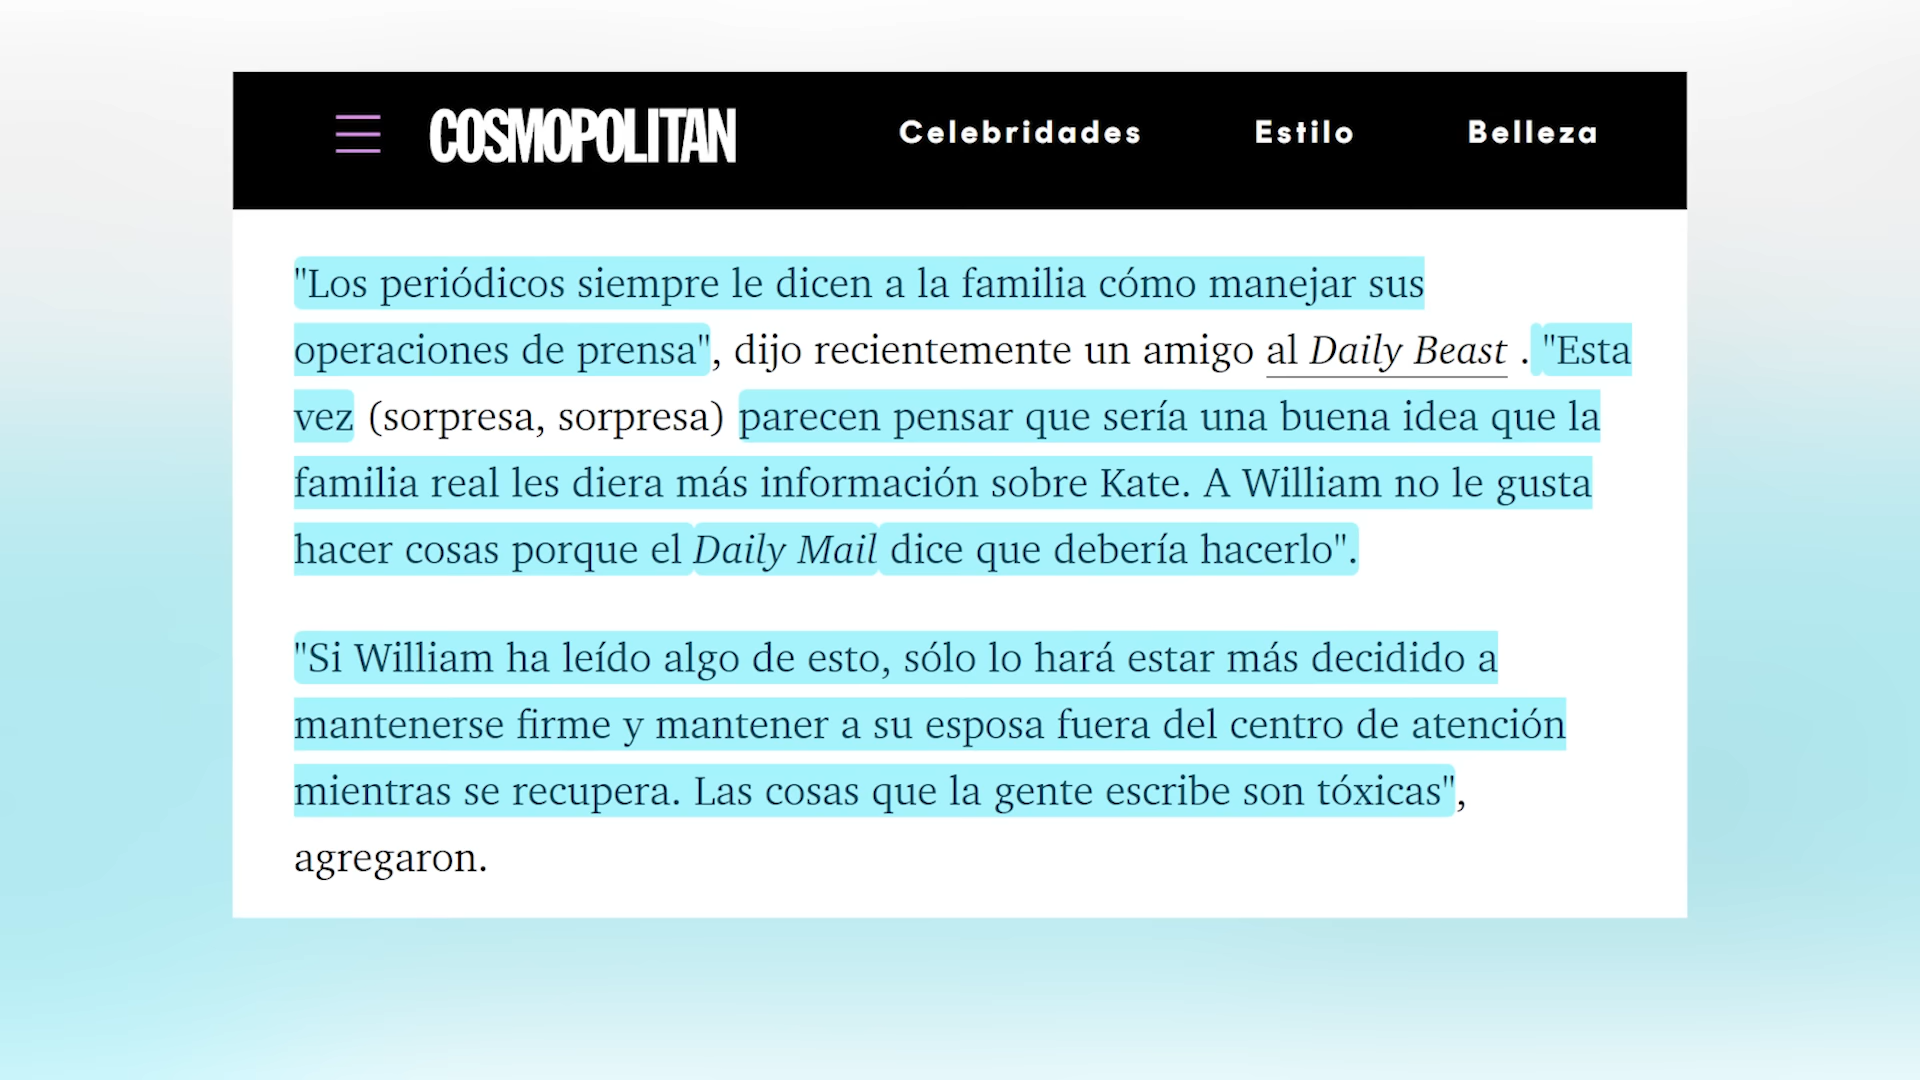 COSMOPOLITAN Celebridades Estilo Belleza
"Los periódicos siempre le dicen a la familia cómo manejar sus
operaciones de prensa", dijo recientemente un amigo al Daily Beast . "Esta
vez (sorpresa, sorpresa) parecen pensar que sería una buena idea que la
familia real les diera más información sobre Kate. A William no le gusta
hacer cosas porque el Daily Mail dice que debería hacerlo".
"Si William ha leído algo de esto, sólo lo hará estar más decidido a
mantenerse firme y mantener a su esposa fuera del centro de atención
mientras se recupera. Las cosas que la gente escribe son tóxicas",
agregaron.